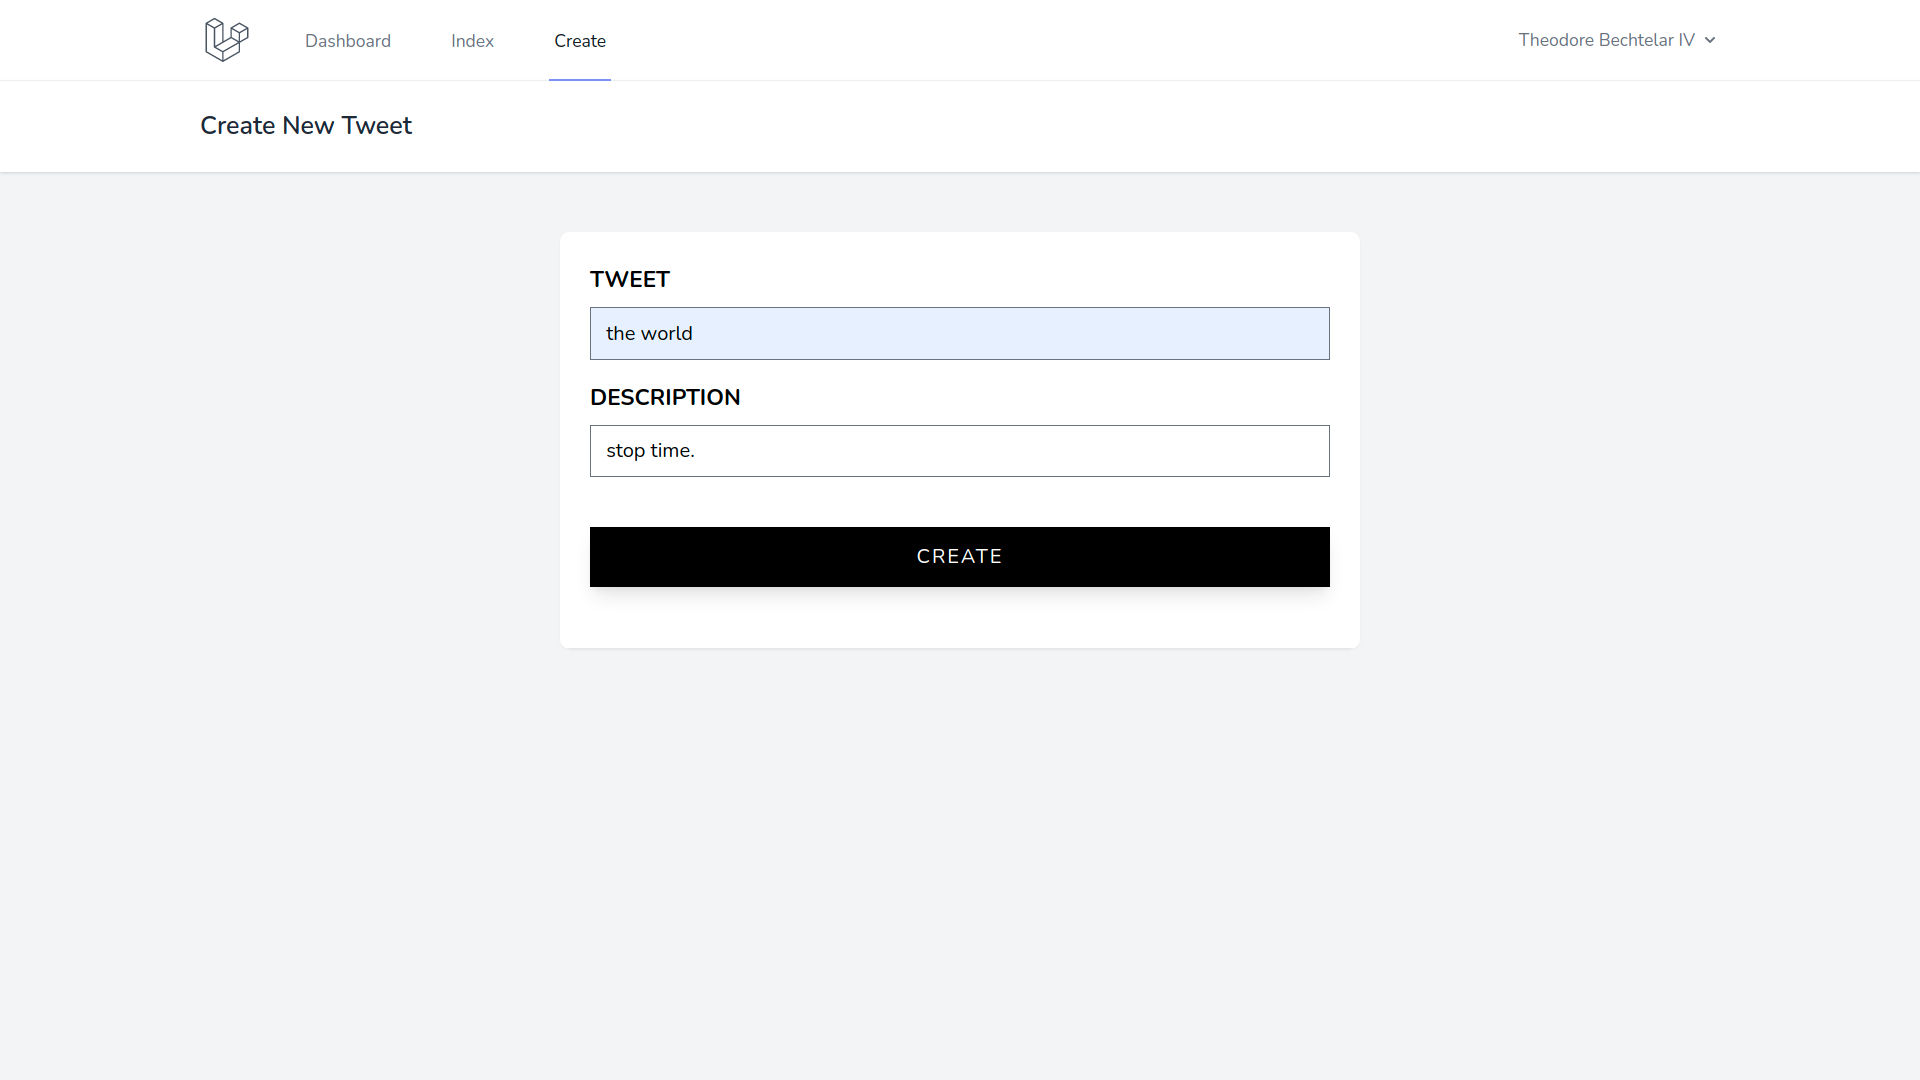 Dashboard Index Create Theodore Bechtelar IV
Create New Tweet
TWEET
the world
DESCRIPTION
stop time.
CREATE